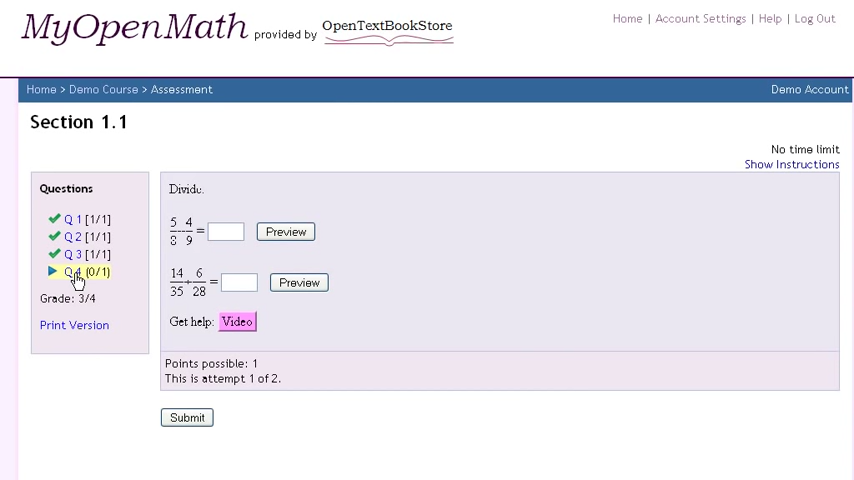 MyOpenMath provided by OpenTextBookStore
Home | Account Settings | Help | Log Out
Home > Demo Course > Assessment
Demo Account
Section 1.1
No time limit
Show Instructions
Questions
Q 1 [1/1]
Q 2 [1/1]
Q 3 [1/1]
Q 4 (0/1)
Grade: 3/4
Print Version
Divide.
5/8 ÷ 4/9 = Preview
14/35 ÷ 6/28 = Preview
Get help: Video
Points possible: 1
This is attempt 1 of 2.
Submit